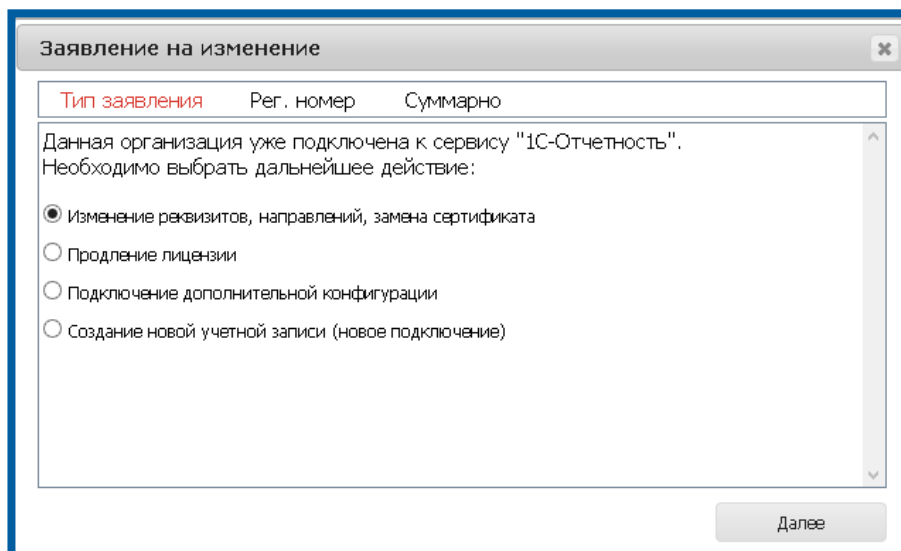 Заявление на изменение
Тип заявления Рег. номер Суммарно
Данная организация уже подключена к сервису "1С-Отчетность".
Необходимо выбрать дальнейшее действие:
Изменение реквизитов, направлений, замена сертификата
Продление лицензии
Подключение дополнительной конфигурации
Создание новой учетной записи (новое подключение)
Далее